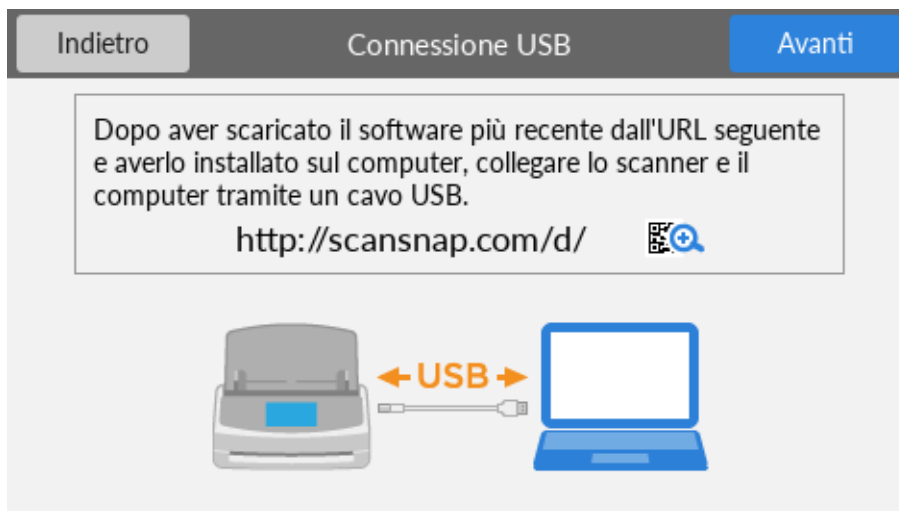 Indietro
Connessione USB
Avanti
Dopo aver scaricato il software più recente dall'URL seguente
e averlo installato sul computer, collegare lo scanner e il
computer tramite un cavo USB.
http://scansnap.com/d/
USB